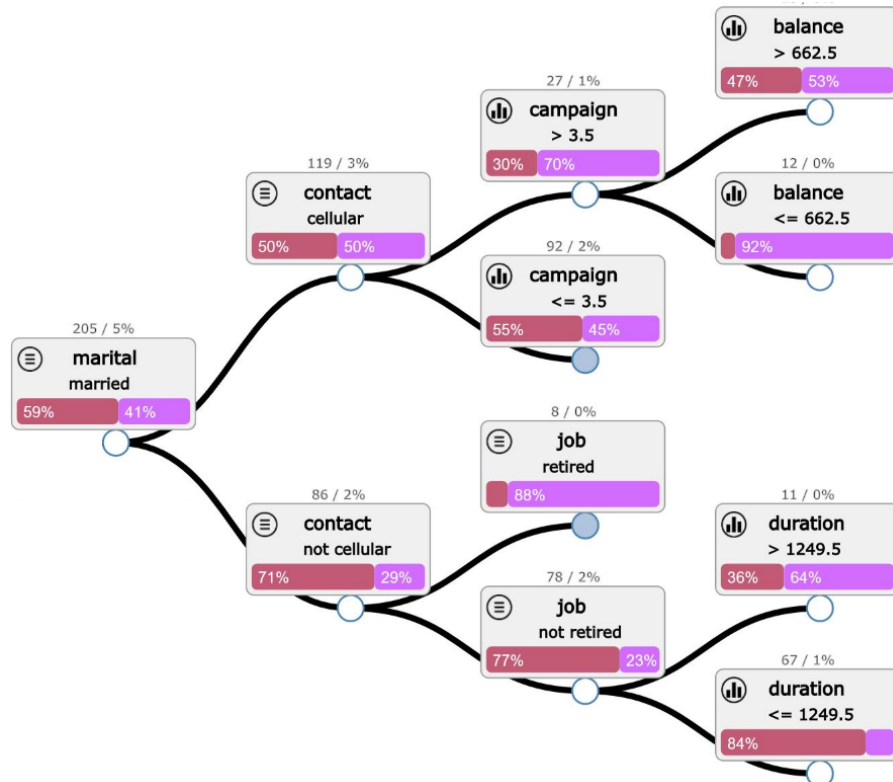 balance
> 662.5
47% 53%
27 / 1%
campaign
> 3.5
30% 70%
119 / 3%
contact
cellular
50% 50%
12 / 0%
balance
<= 662.5
92%
92 / 2%
campaign
<= 3.5
55% 45%
205 / 5%
marital
married
59% 41%
8 / 0%
job
retired
88%
86 / 2%
contact
not cellular
71% 29%
11 / 0%
duration
> 1249.5
36% 64%
78 / 2%
job
not retired
77% 23%
67 / 1%
duration
<= 1249.5
84%